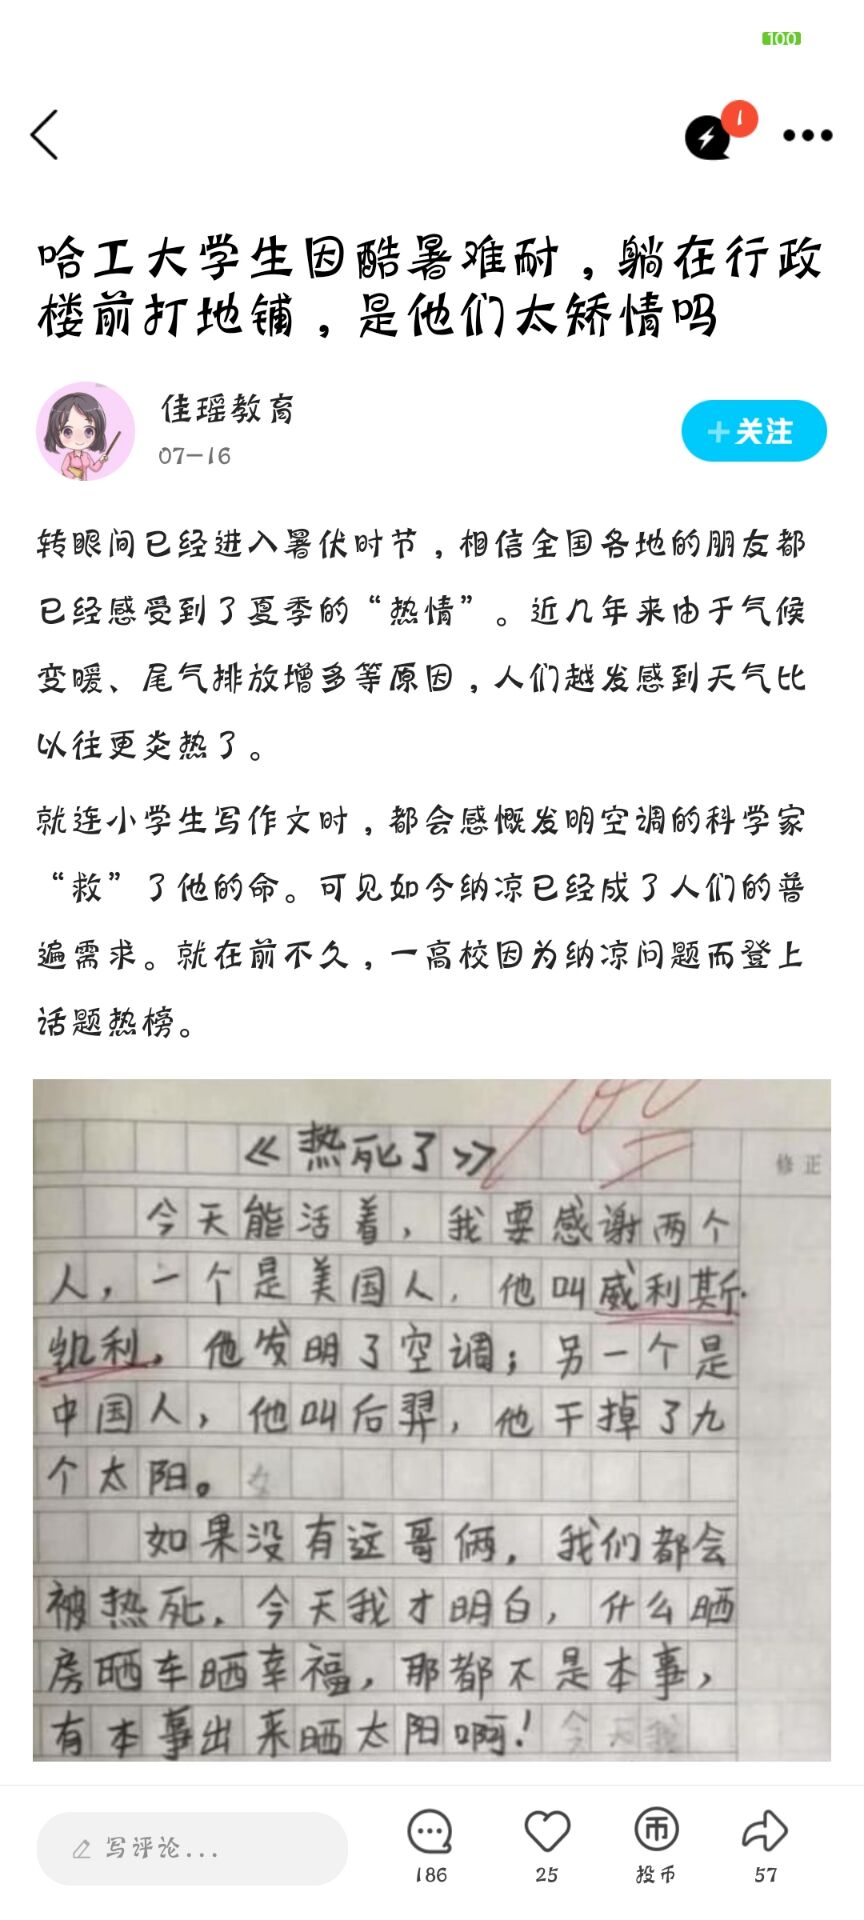 100
1
哈工大学生因酷暑难耐，躺在行政
楼前打地铺，是他们太矫情吗
佳瑶教育
07-16
+关注
转眼间已经进入暑伏时节，相信全国各地的朋友都
已经感受到了夏季的“热情”。近几年来由于气候
变暖、尾气排放增多等原因，人们越发感到天气比
以往更炎热了。
就连小学生写作文时，都会感慨发明空调的科学家
“救”了他的命。可见如今纳凉已经成了人们的普
遍需求。就在前不久，一高校因为纳凉问题而登上
话题热榜。
100
《热死了》
修正
今天能活着，我要感谢两个
人，一个是美国人，他叫威利斯·
凯利，他发明了空调；另一个是
中国人，他叫后羿，他干掉了九
个太阳。
如果没有这哥俩，我们都会
被热死，今天我才明白，什么晒
房晒车晒幸福，那都不是本事，
有本事出来晒太阳啊！今天我
写评论...
186
25
币
投币
57